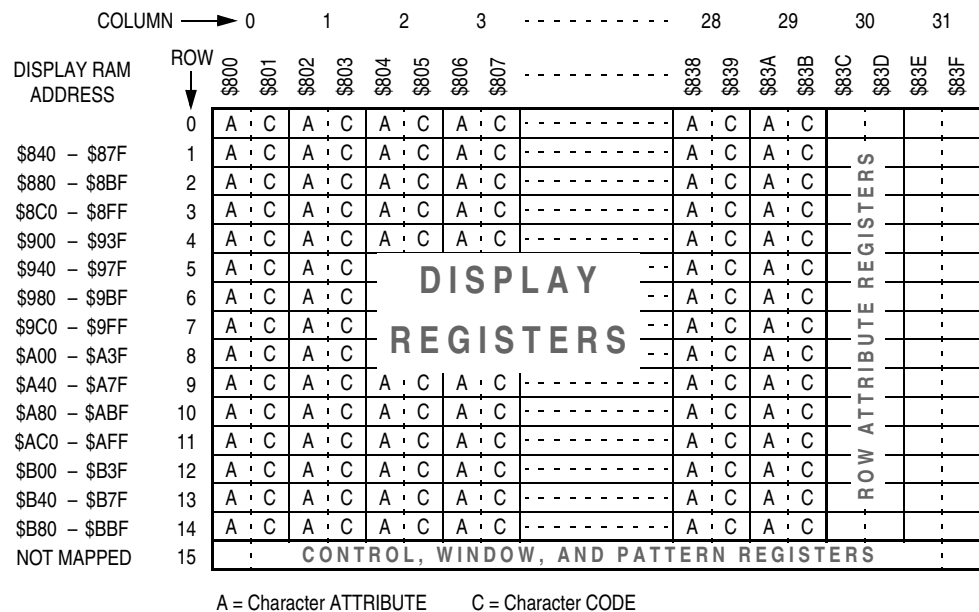 COLUMN 0 1 2 3 28 29 30 31
DISPLAY RAM ADDRESS ROW $800 $801 $802 $803 $804 $805 $806 $807 $838 $839 $83A $83B $83C $83D $83E $83F
0 A C A C A C A C A C A C
$840 – $87F 1 A C A C A C A C A C A C
$880 – $8BF 2 A C A C A C A C A C A C
$8C0 – $8FF 3 A C A C A C A C A C A C
$900 – $93F 4 A C A C A C A C A C A C
$940 – $97F 5 A C A C A C A C
$980 – $9BF 6 A C A C A C A C
$9C0 – $9FF 7 A C A C A C A C
$A00 – $A3F 8 A C A C A C A C
DISPLAY
REGISTERS
$A40 – $A7F 9 A C A C A C A C A C A C
$A80 – $ABF 10 A C A C A C A C A C A C
$AC0 – $AFF 11 A C A C A C A C A C A C
$B00 – $B3F 12 A C A C A C A C A C A C
$B40 – $B7F 13 A C A C A C A C A C A C
$B80 – $BBF 14 A C A C A C A C A C A C
ROW ATTRIBUTE REGISTERS
NOT MAPPED 15 CONTROL, WINDOW, AND PATTERN REGISTERS
A = Character ATTRIBUTE C = Character CODE